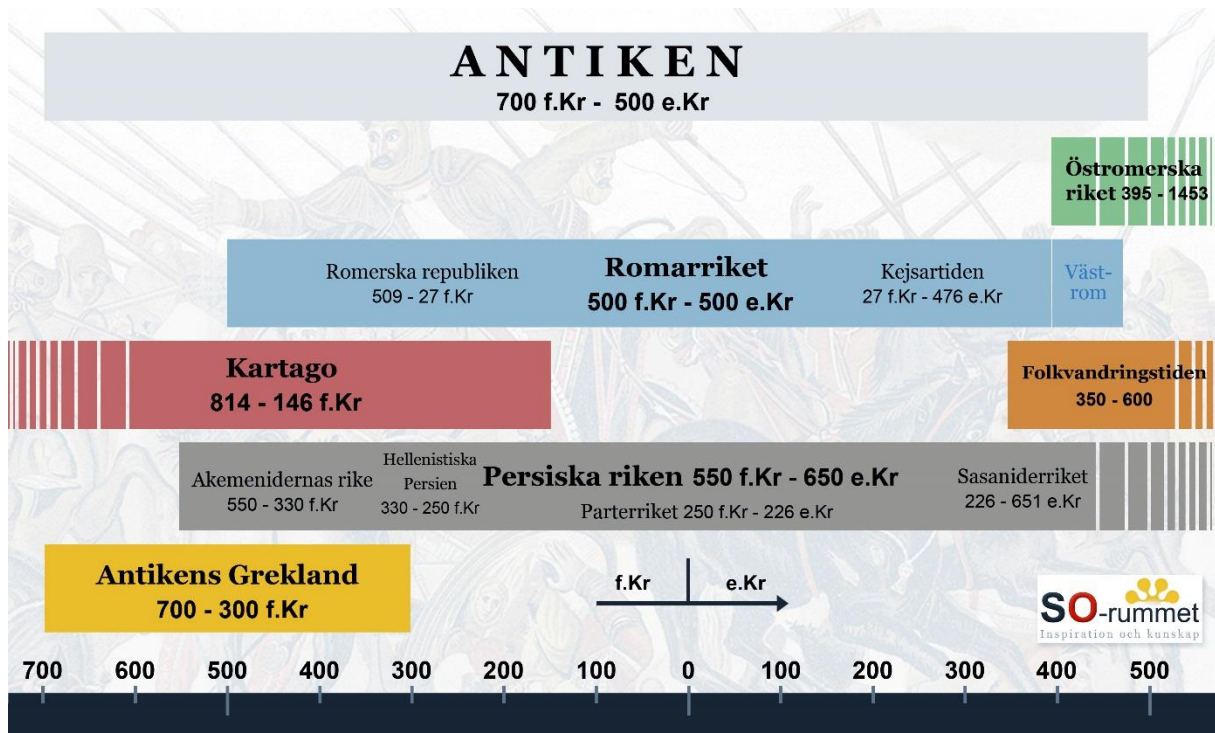 ANTIKEN
700 f.Kr - 500 e.Kr
Östromerska
riket 395 - 1453
Romerska republiken
509 - 27 f.Kr
Romarriket
500 f.Kr - 500 e.Kr
Kejsartiden
27 f.Kr - 476 e.Kr
Väst-
rom
Kartago
814 - 146 f.Kr
Folkvandringstiden
350 - 600
Akemenidernas rike
550 - 330 f.Kr
Hellenistiska
Persien
330 - 250 f.Kr
Persiska riken 550 f.Kr - 650 e.Kr
Parterriket 250 f.Kr - 226 e.Kr
Sasaniderriket
226 - 651 e.Kr
Antikens Grekland
700 - 300 f.Kr
f.Kr e.Kr
SO-rummet
Inspiration och kunskap
700 600 500 400 300 200 100 0 100 200 300 400 500